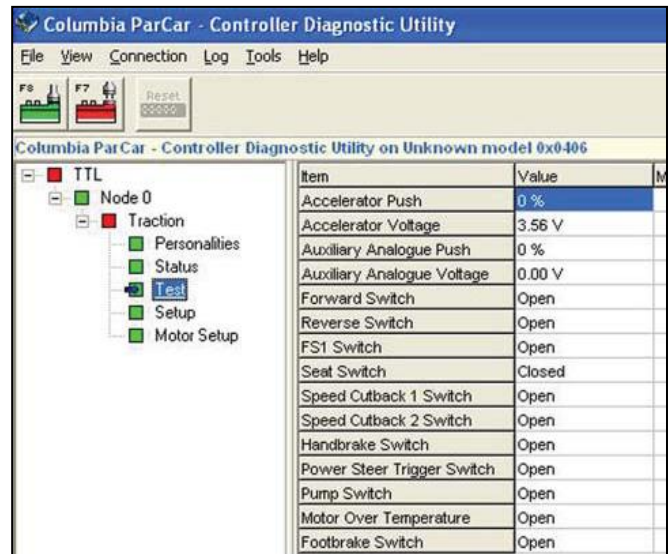 Columbia ParCar - Controller Diagnostic Utility
File View Connection Log Tools Help
F8 F7 Reset
Columbia ParCar - Controller Diagnostic Utility on Unknown model 0x0406
TTL
Node 0
Traction
Personalities
Status
Test
Setup
Motor Setup
Item Value M
Accelerator Push 0 %
Accelerator Voltage 3.56 V
Auxiliary Analogue Push 0 %
Auxiliary Analogue Voltage 0.00 V
Forward Switch Open
Reverse Switch Open
FS1 Switch Open
Seat Switch Closed
Speed Cutback 1 Switch Open
Speed Cutback 2 Switch Open
Handbrake Switch Open
Power Steer Trigger Switch Open
Pump Switch Open
Motor Over Temperature Open
Footbrake Switch Open